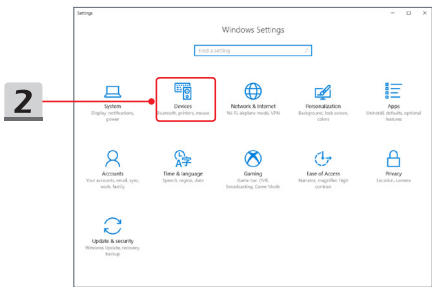 Settings
Windows Settings
Find a setting
2
System
Display, notifications,
power
Devices
Bluetooth, printers, mouse
Network & Internet
Wi-Fi, airplane mode, VPN
Personalization
Background, lock screen,
colors
Apps
Uninstall, defaults, optional
features
Accounts
Your accounts, email, sync,
work, family
Time & language
Speech, region, date
Gaming
Game bar, DVR,
broadcasting, Game Mode
Ease of Access
Narrator, magnifier, high
contrast
Privacy
Location, camera
Update & security
Windows Update, recovery,
backup